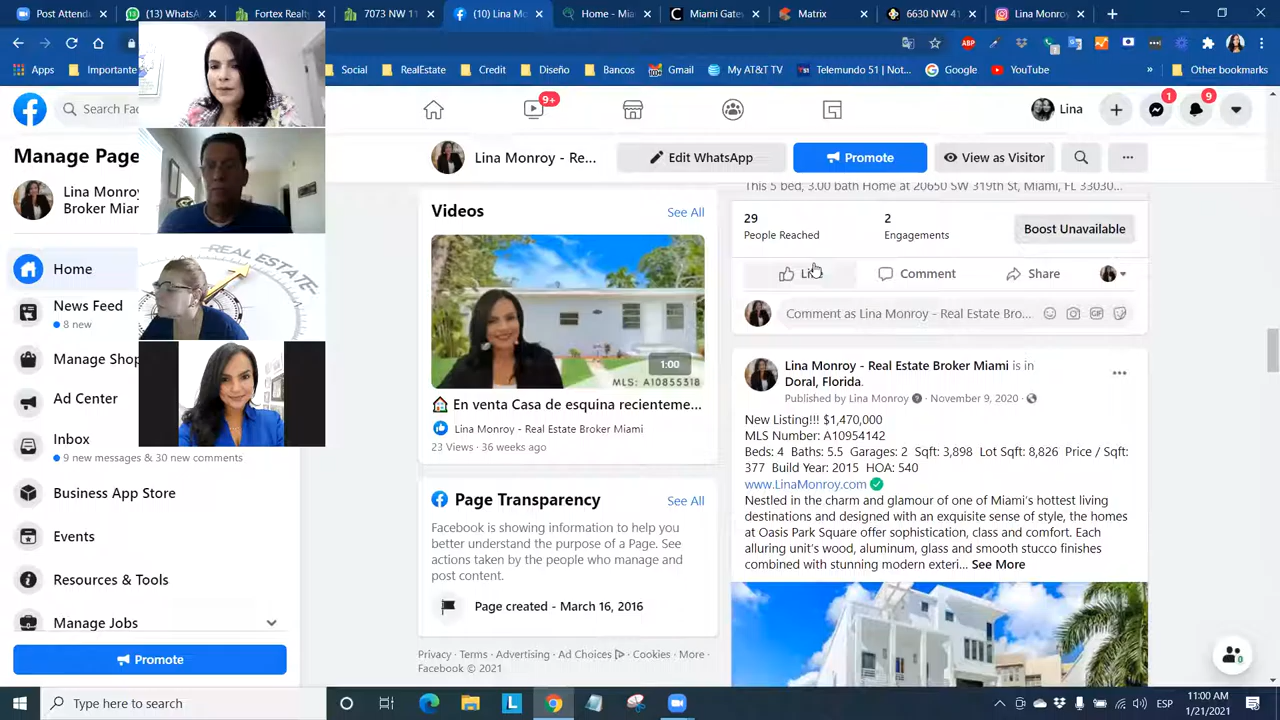 Post Attende
(13) WhatsA
Fortex Realt
7073 NW 11
(10) Lina Mo
Home - Lina
Simmons Gat
Matrix
3630 NW 41
Lina Monroy
Apps
Importante
Social
RealEstate
Diseño
Bancos
Gmail
My AT&T TV
Telemundo 51 | Not
Google
YouTube
»
Other bookmarks
Search Fac
9+
Lina
1
9
Manage Page
Lina Monroy - Re...
Edit WhatsApp
Promote
View as Visitor
Lina Monroy
Broker Miam
Home
News Feed
8 new
Manage Shop
Ad Center
Inbox
9 new messages & 30 new comments
Business App Store
Events
Resources & Tools
Manage Jobs
Promote
REAL ESTATE
Videos
See All
1:00
MLS: A10855518
En venta Casa de esquina recienteme...
Lina Monroy - Real Estate Broker Miami
23 Views · 36 weeks ago
Page Transparency
See All
Facebook is showing information to help you
better understand the purpose of a Page. See
actions taken by the people who manage and
post content.
Page created - March 16, 2016
Privacy · Terms · Advertising · Ad Choices · Cookies · More ·
Facebook © 2021
This 5 bed, 3.00 bath Home at 20650 SW 319th St, Miami, FL 33030...
29
People Reached
2
Engagements
Boost Unavailable
Like
Comment
Share
Comment as Lina Monroy - Real Estate Bro...
Lina Monroy - Real Estate Broker Miami is in
Doral, Florida.
Published by Lina Monroy · November 9, 2020 ·
New Listing!!! $1,470,000
MLS Number: A10954142
Beds: 4 Baths: 5.5 Garages: 2 Sqft: 3,898 Lot Sqft: 8,826 Price / Sqft:
377 Build Year: 2015 HOA: 540
www.LinaMonroy.com
Nestled in the charm and glamour of one of Miami's hottest living
destinations and designed with an exquisite sense of style, the homes
at Oasis Park Square offer sophistication, class and comfort. Each
alluring unit's wood, aluminum, glass and smooth stucco finishes
combined with stunning modern exteri... See More
Type here to search
ESP
11:00 AM
1/21/2021